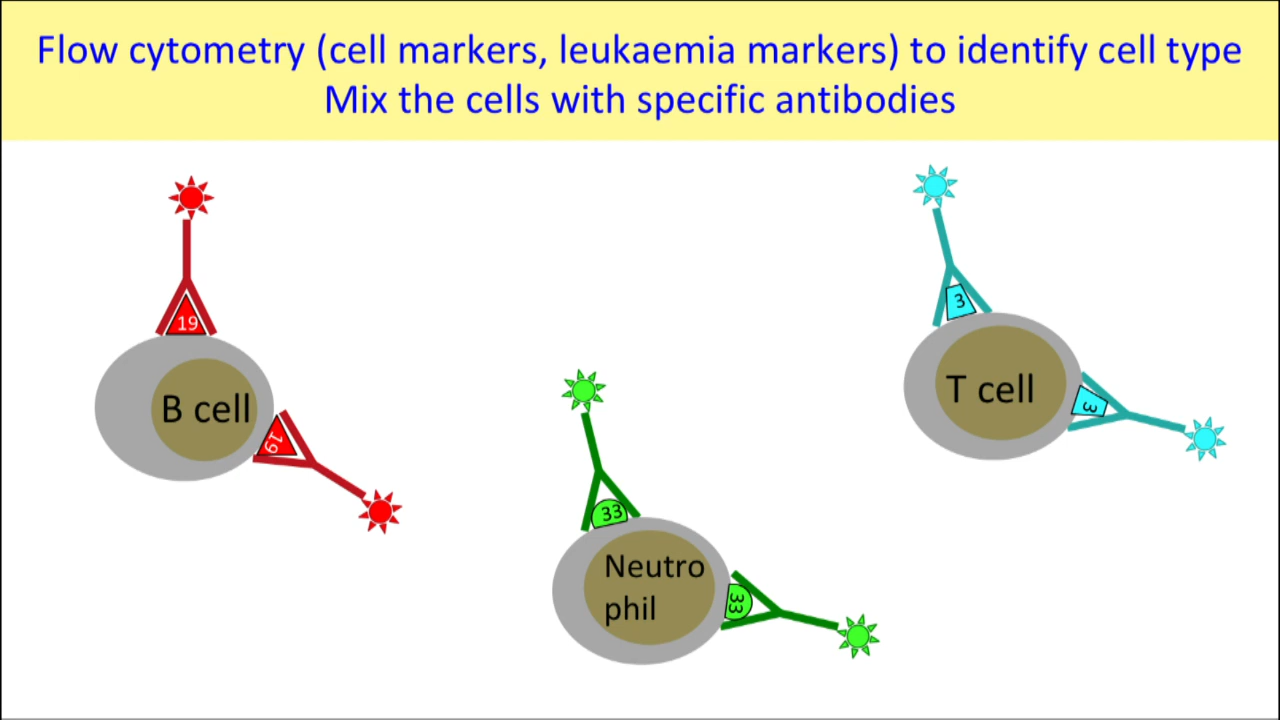 Flow cytometry (cell markers, leukaemia markers) to identify cell type
Mix the cells with specific antibodies
19
B cell
19
3
T cell
3
33
Neutro
phil
33